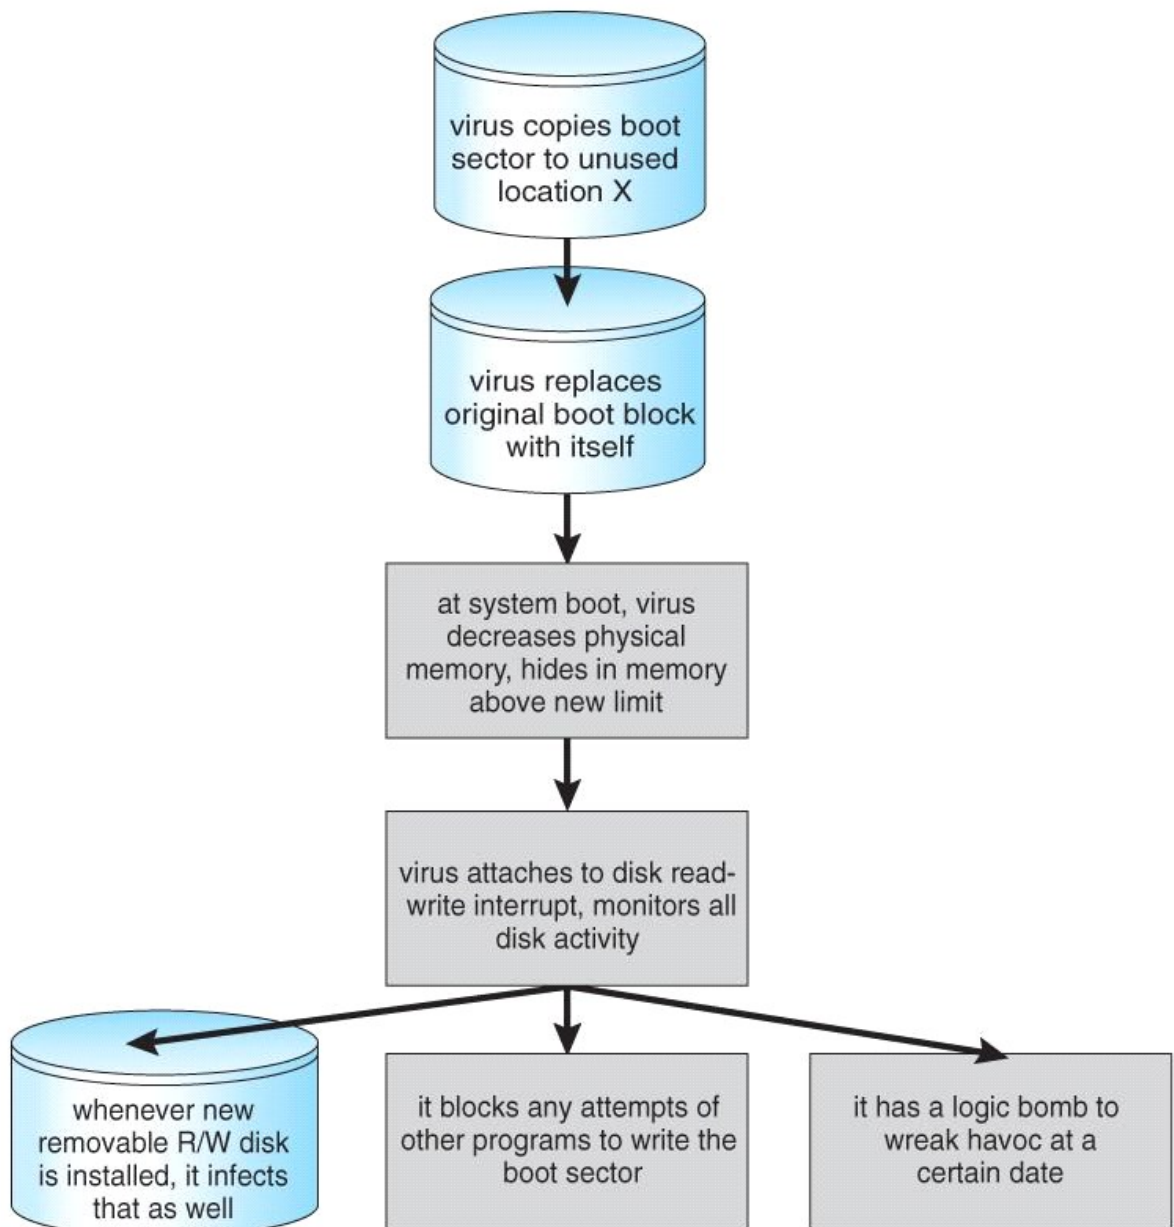 virus copies boot
sector to unused
location X
virus replaces
original boot block
with itself
at system boot, virus
decreases physical
memory, hides in memory
above new limit
virus attaches to disk read-
write interrupt, monitors all
disk activity
whenever new
removable R/W disk
is installed, it infects
that as well
it blocks any attempts of
other programs to write the
boot sector
it has a logic bomb to
wreak havoc at a
certain date